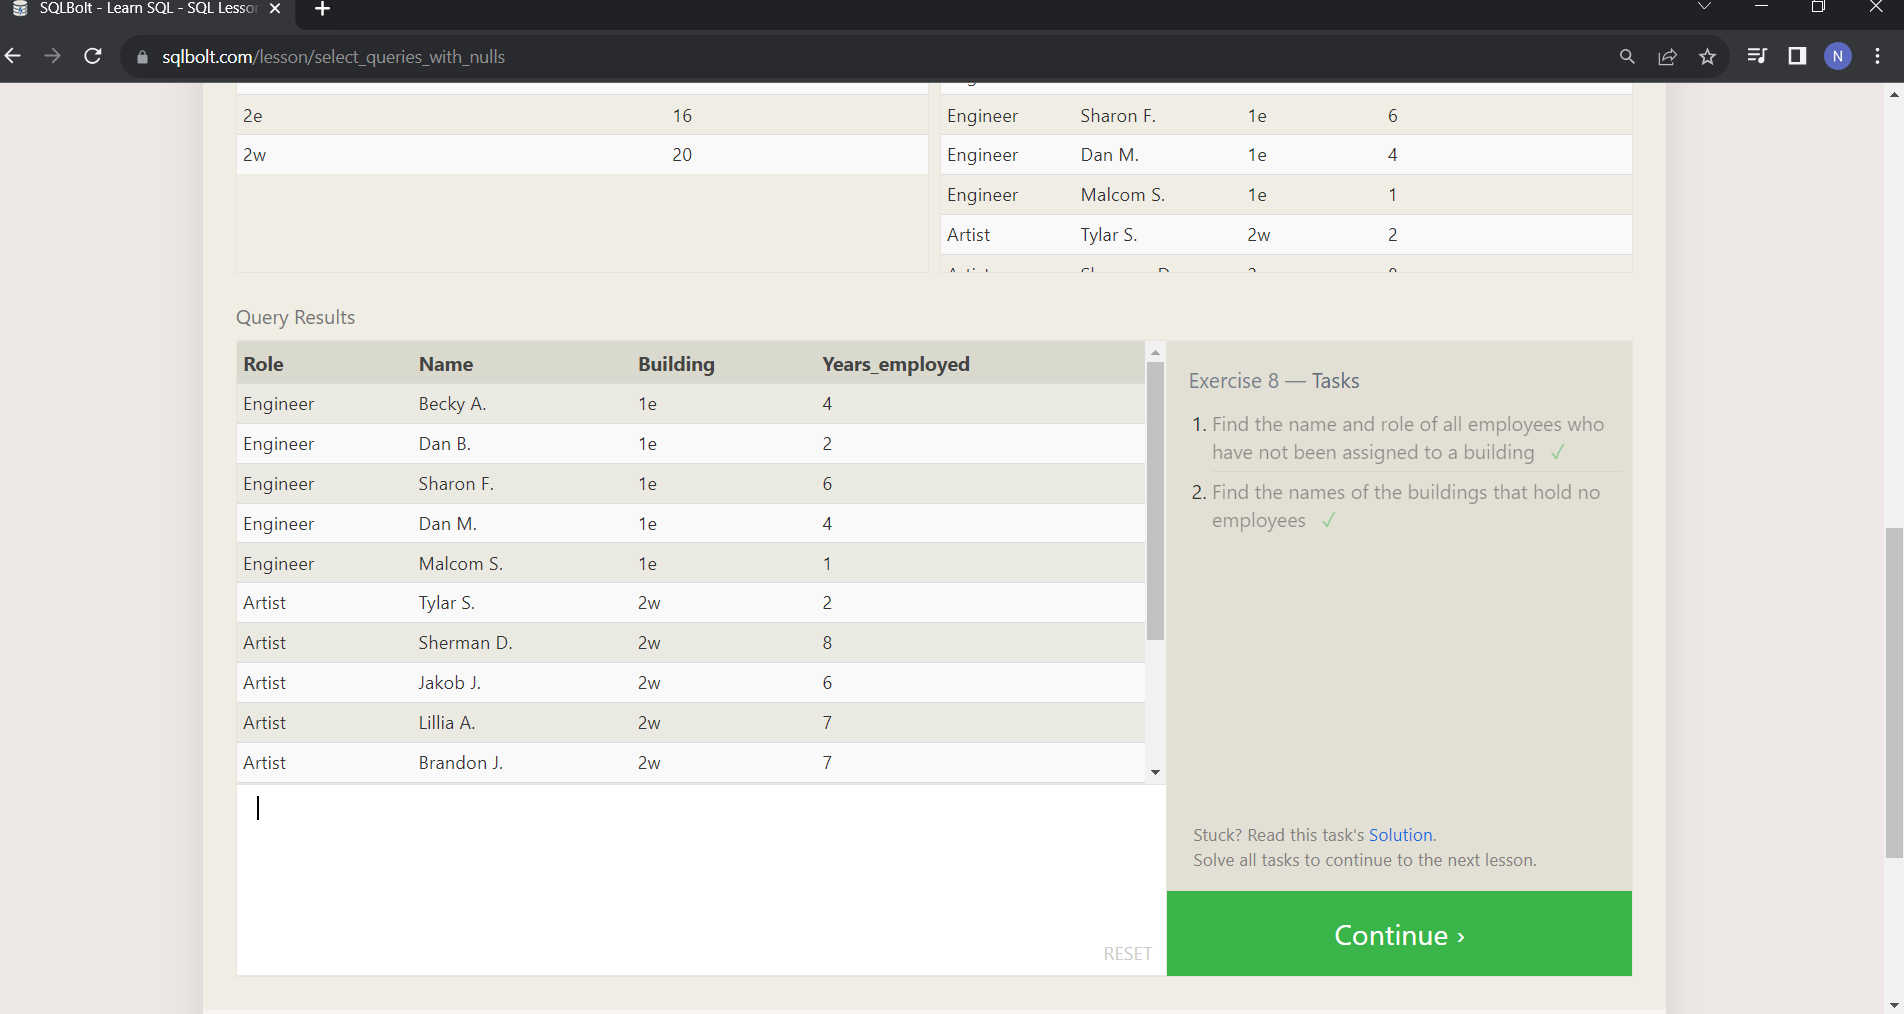 SQLBolt - Learn SQL - SQL Lesso
sqlbolt.com/lesson/select_queries_with_nulls
N
2e 16
2w 20
Engineer Sharon F. 1e 6
Engineer Dan M. 1e 4
Engineer Malcom S. 1e 1
Artist Tylar S. 2w 2
Query Results
Role Name Building Years_employed
Engineer Becky A. 1e 4
Engineer Dan B. 1e 2
Engineer Sharon F. 1e 6
Engineer Dan M. 1e 4
Engineer Malcom S. 1e 1
Artist Tylar S. 2w 2
Artist Sherman D. 2w 8
Artist Jakob J. 2w 6
Artist Lillia A. 2w 7
Artist Brandon J. 2w 7
RESET
Exercise 8 — Tasks
1. Find the name and role of all employees who
have not been assigned to a building ✓
2. Find the names of the buildings that hold no
employees ✓
Stuck? Read this task's Solution.
Solve all tasks to continue to the next lesson.
Continue ›